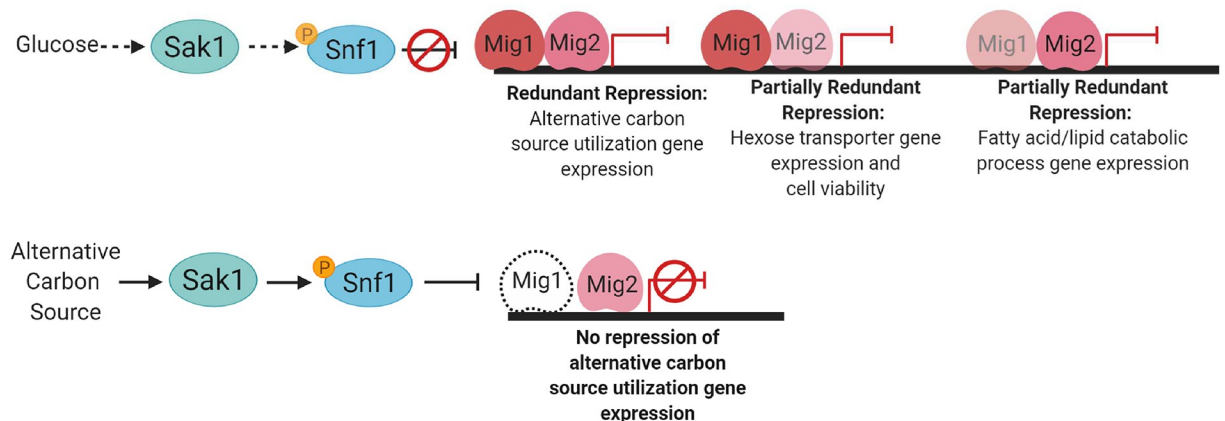 Glucose
Sak1
P
Snf1
Mig1
Mig2
Mig1
Mig2
Mig1
Mig2
Redundant Repression:
Alternative carbon
source utilization gene
expression
Partially Redundant
Repression:
Hexose transporter gene
expression and
cell viability
Partially Redundant
Repression:
Fatty acid/lipid catabolic
process gene expression
Alternative
Carbon
Source
Sak1
P
Snf1
Mig1
Mig2
No repression of
alternative carbon
source utilization gene
expression